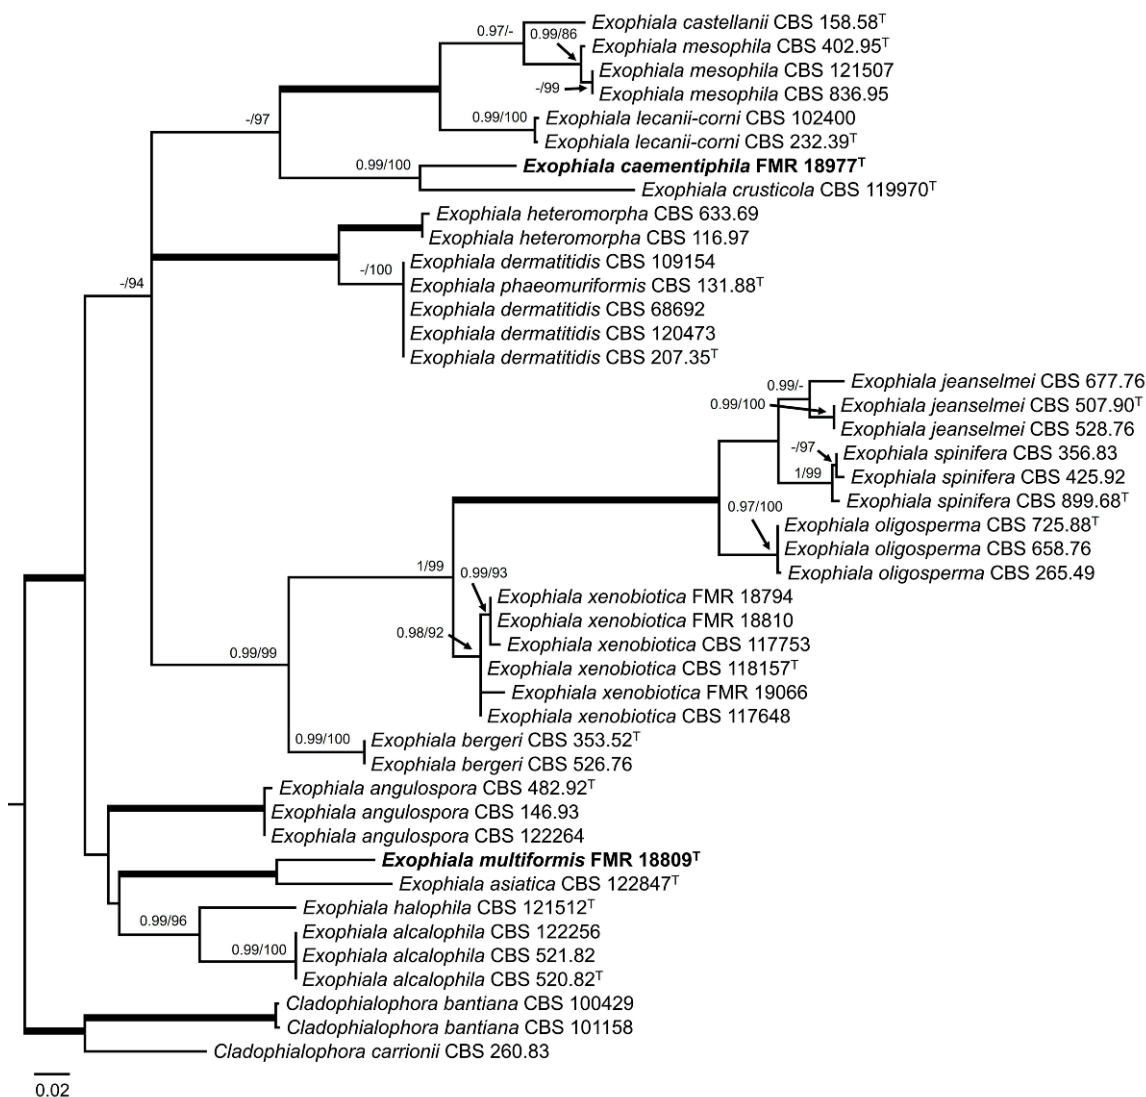 Exophiala castellanii CBS 158.58ᵀ
0.97/-
0.99/86
Exophiala mesophila CBS 402.95ᵀ
Exophiala mesophila CBS 121507
-/99
Exophiala mesophila CBS 836.95
0.99/100
Exophiala lecanii-corni CBS 102400
-/97
Exophiala lecanii-corni CBS 232.39ᵀ
0.99/100
Exophiala caementiphila FMR 18977ᵀ
Exophiala crusticola CBS 119970ᵀ
Exophiala heteromorpha CBS 633.69
Exophiala heteromorpha CBS 116.97
Exophiala dermatitidis CBS 109154
-/100
-/94
Exophiala phaeomuriformis CBS 131.88ᵀ
Exophiala dermatitidis CBS 68692
Exophiala dermatitidis CBS 120473
Exophiala dermatitidis CBS 207.35ᵀ
0.99/-
Exophiala jeanselmei CBS 677.76
0.99/100
Exophiala jeanselmei CBS 507.90ᵀ
Exophiala jeanselmei CBS 528.76
-/97
Exophiala spinifera CBS 356.83
1/99
Exophiala spinifera CBS 425.92
Exophiala spinifera CBS 899.68ᵀ
0.97/100
Exophiala oligosperma CBS 725.88ᵀ
Exophiala oligosperma CBS 658.76
Exophiala oligosperma CBS 265.49
1/99
0.99/93
Exophiala xenobiotica FMR 18794
Exophiala xenobiotica FMR 18810
0.98/92
Exophiala xenobiotica CBS 117753
0.99/99
Exophiala xenobiotica CBS 118157ᵀ
Exophiala xenobiotica FMR 19066
Exophiala xenobiotica CBS 117648
0.99/100
Exophiala bergeri CBS 353.52ᵀ
Exophiala bergeri CBS 526.76
Exophiala angulospora CBS 482.92ᵀ
Exophiala angulospora CBS 146.93
Exophiala angulospora CBS 122264
Exophiala multiformis FMR 18809ᵀ
Exophiala asiatica CBS 122847ᵀ
0.99/96
Exophiala halophila CBS 121512ᵀ
Exophiala alcalophila CBS 122256
0.99/100
Exophiala alcalophila CBS 521.82
Exophiala alcalophila CBS 520.82ᵀ
Cladophialophora bantiana CBS 100429
Cladophialophora bantiana CBS 101158
Cladophialophora carrionii CBS 260.83
0.02